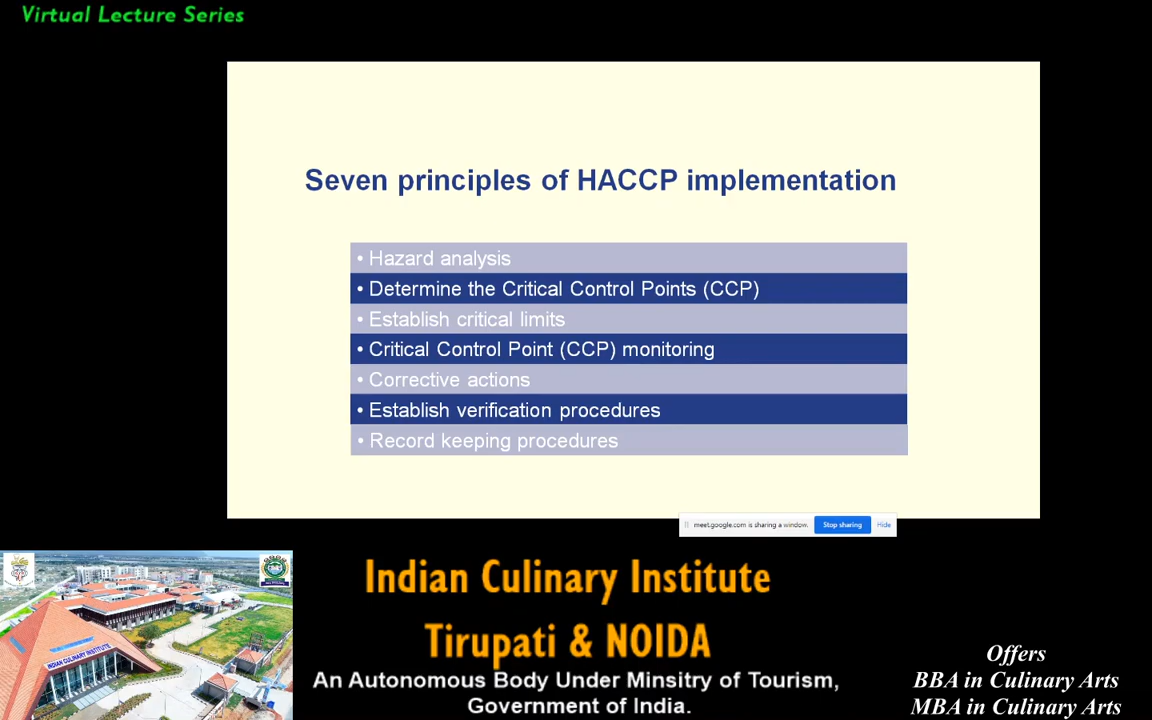 Virtual Lecture Series
Seven principles of HACCP implementation
• Hazard analysis
• Determine the Critical Control Points (CCP)
• Establish critical limits
• Critical Control Point (CCP) monitoring
• Corrective actions
• Establish verification procedures
• Record keeping procedures
meet.google.com is sharing a window.
Stop sharing
Hide
INDIAN CULINARY INSTITUTE
Indian Culinary Institute
Tirupati & NOIDA
An Autonomous Body Under Minsitry of Tourism,
Government of India.
Offers
BBA in Culinary Arts
MBA in Culinary Arts